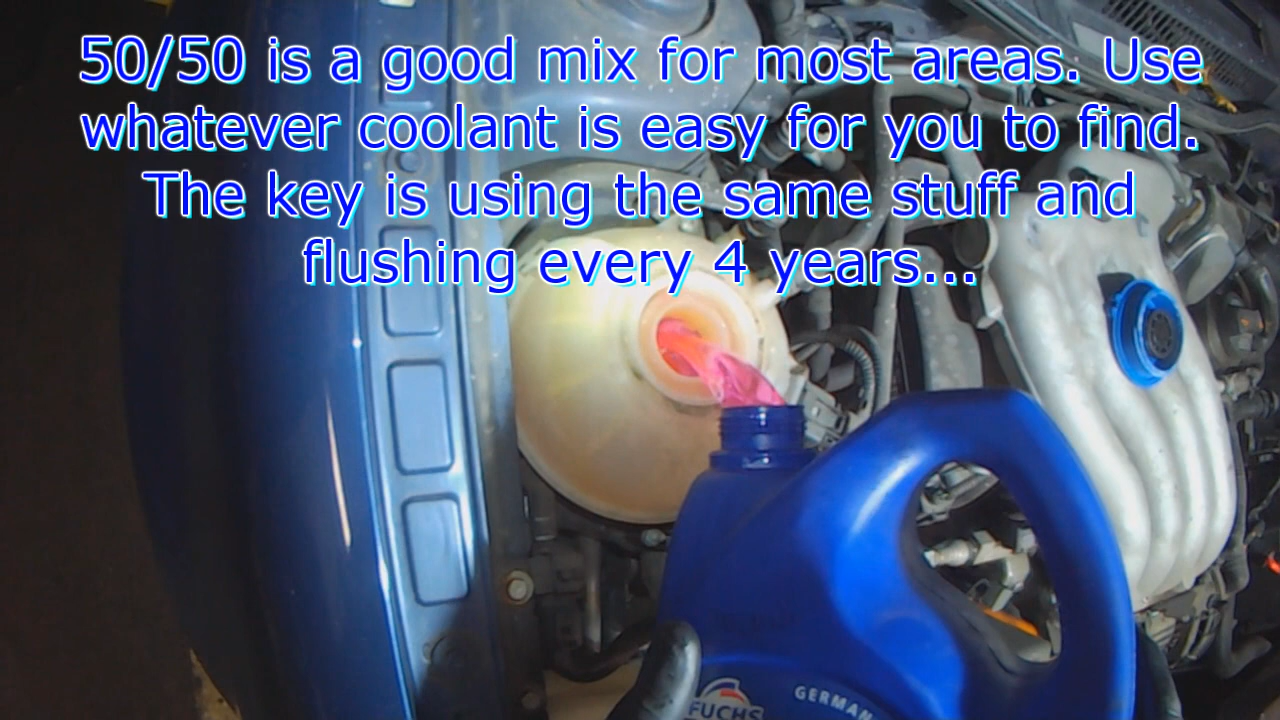 50/50 is a good mix for most areas. Use
whatever coolant is easy for you to find.
The key is using the same stuff and
flushing every 4 years...
FUCHS
GERMAN